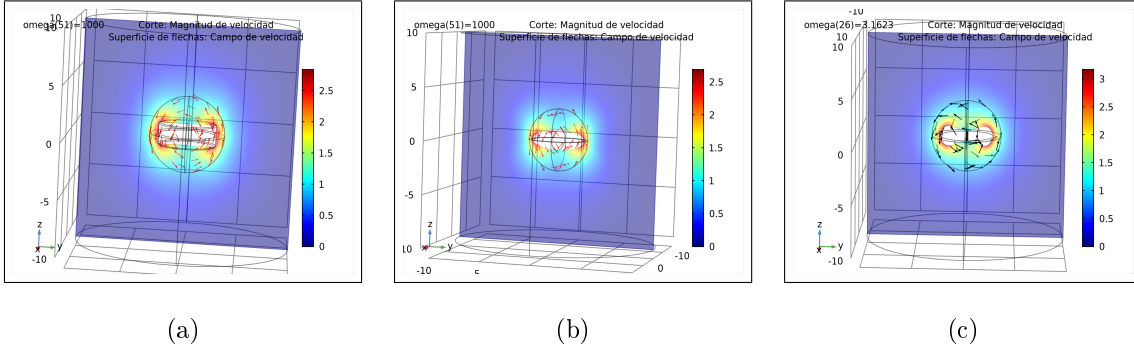 omega(51)=1000 Corte: Magnitud de velocidad
Superficie de flechas: Campo de velocidad
10
10
5
0
-5
-10
z
x y
2.5
2
1.5
1
0.5
0
(a)
omega(51)=1000 Corte: Magnitud de velocidad
Superficie de flechas: Campo de velocidad
10
5
0
-5
10
-10
5
0
-10
z
x y
2.5
2
1.5
1
0.5
0
(b)
-10
omega(26)=3.1623 Corte: Magnitud de velocidad
Superficie de flechas: Campo de velocidad
10
10
5
0
-5
-10
z
x y
3
2.5
2
1.5
1
0.5
0
(c)